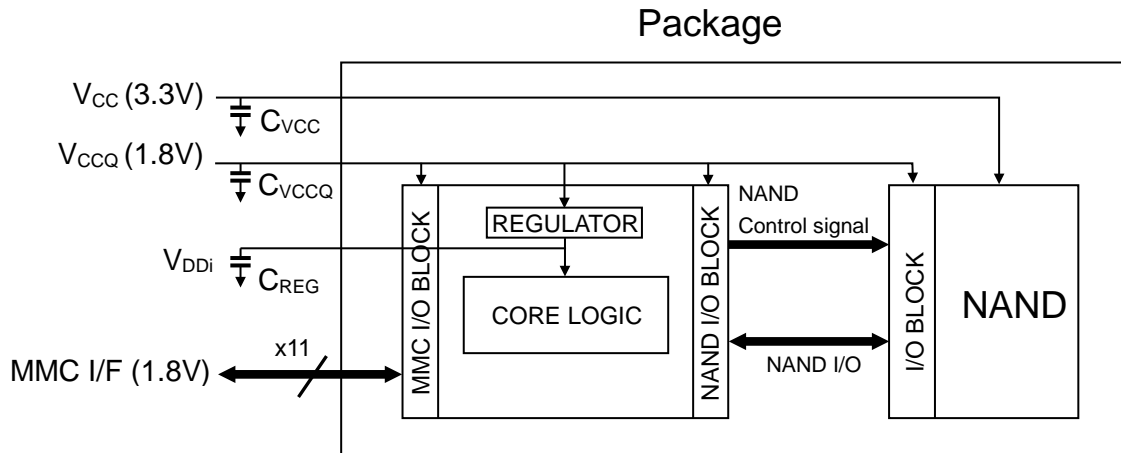 Package
VCC (3.3V)
CVCC
VCCQ (1.8V)
CVCCQ
VDDi
CREG
MMC I/F (1.8V)
x11
MMC I/O BLOCK
REGULATOR
CORE LOGIC
NAND I/O BLOCK
NAND
Control signal
NAND I/O
I/O BLOCK
NAND